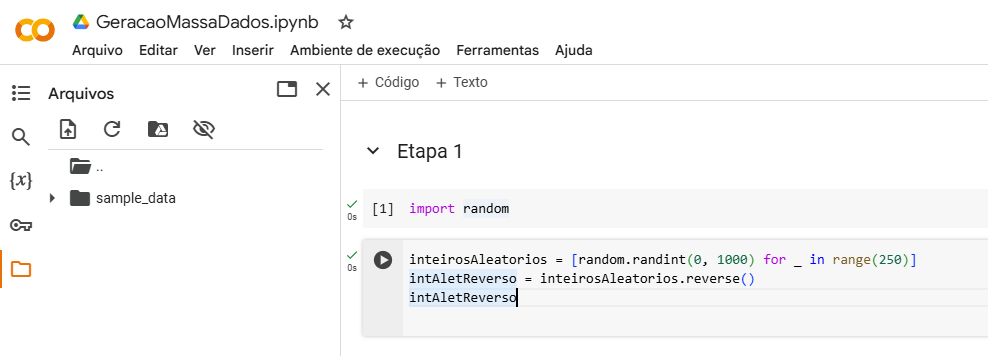 GeracaoMassaDados.ipynb
Arquivo Editar Ver Inserir Ambiente de execução Ferramentas Ajuda
Arquivos
+ Código + Texto
..
sample_data
{x}
Etapa 1
0s
[1] import random
0s
inteirosAleatorios = [random.randint(0, 1000) for _ in range(250)]
intAletReverso = inteirosAleatorios.reverse()
intAletReverso